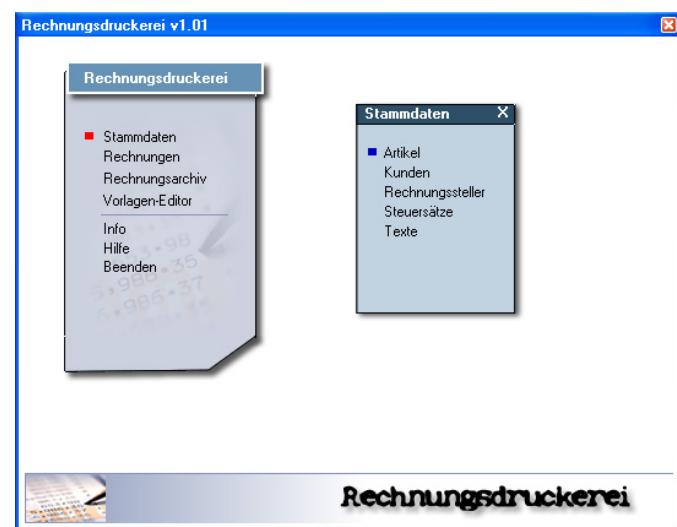 Rechnungsdruckerei v1.01
Rechnungsdruckerei
Stammdaten
Rechnungen
Rechnungsarchiv
Vorlagen-Editor
Info
Hilfe
Beenden
Stammdaten X
Artikel
Kunden
Rechnungssteller
Steuersätze
Texte
Rechnungsdruckerei